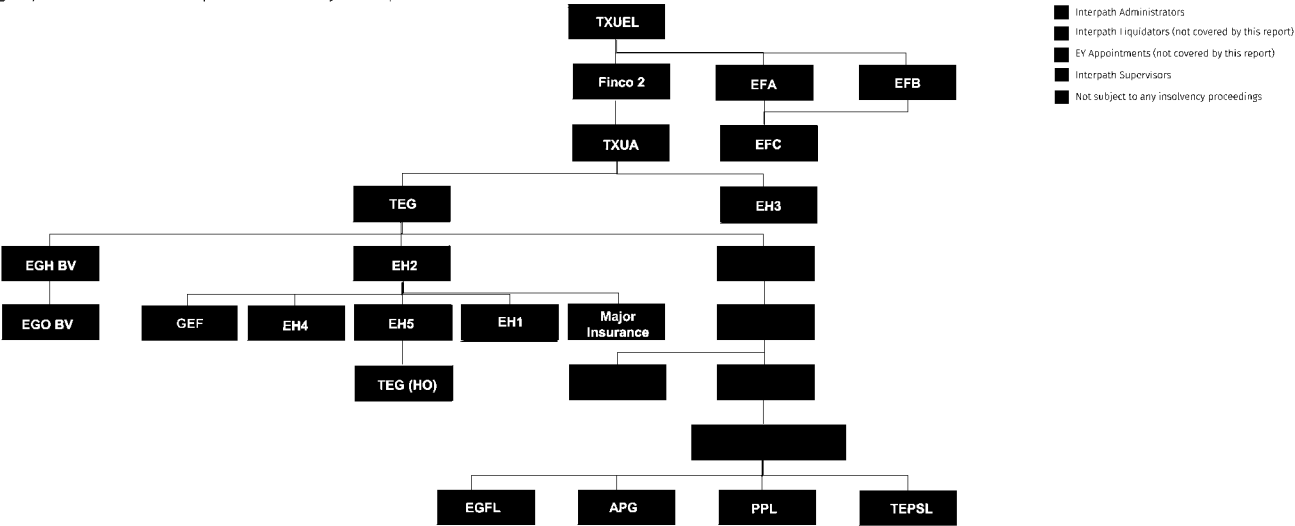 TXUEL
Interpath Administrators
Interpath Liquidators (not covered by this report)
EY Appointments (not covered by this report)
Interpath Supervisors
Not subject to any insolvency proceedings
Finco 2
EFA
EFB
TXUA
EFC
TEG
EH3
EGH BV
EH2
EGO BV
GEF
EH4
EH5
EH1
Major
Insurance
TEG (HO)
EGFL
APG
PPL
TEPSL